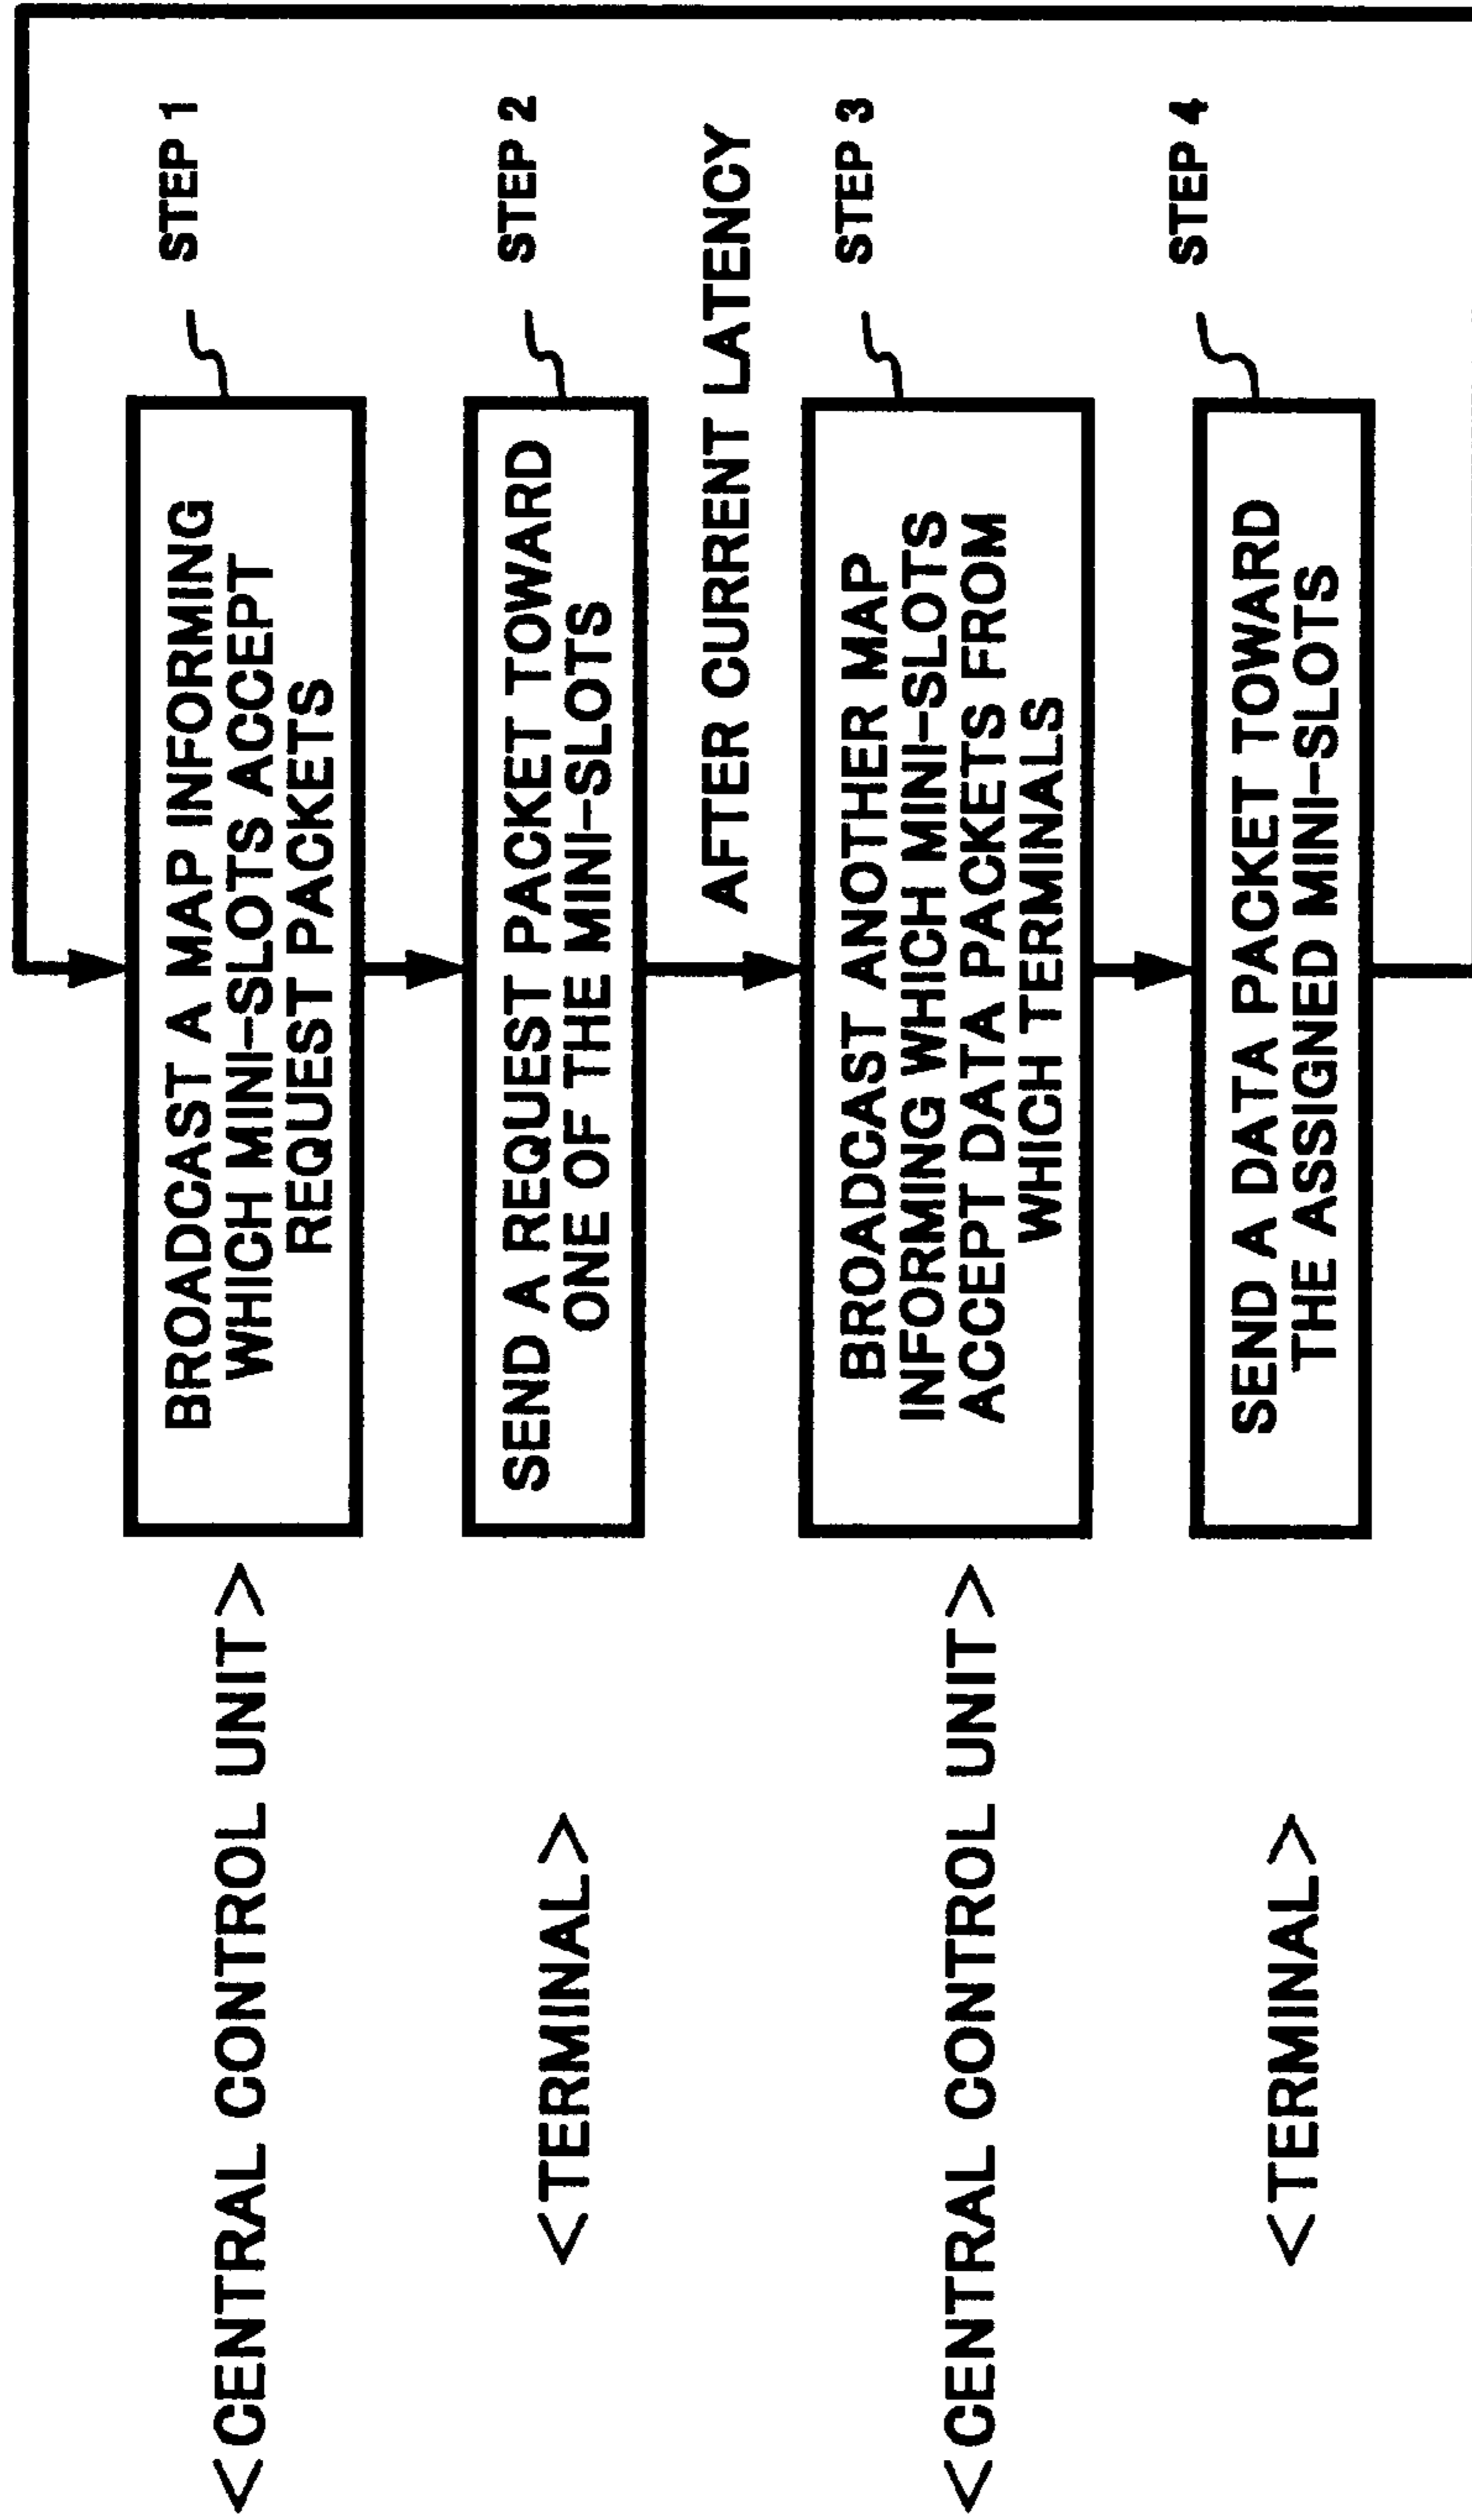 <CENTRAL CONTROL UNIT>
BROADCAST A MAP INFORMING
WHICH MINI-SLOTS ACCEPT
REQUEST PACKETS
STEP 1
<TERMINAL>
SEND A REQUEST PACKET TOWARD
ONE OF THE MINI-SLOTS
STEP 2
AFTER CURRENT LATENCY
<CENTRAL CONTROL UNIT>
BROADCAST ANOTHER MAP
INFORMING WHICH MINI-SLOTS
ACCEPT DATA PACKETS FROM
WHICH TERMINALS
STEP 3
<TERMINAL>
SEND A DATA PACKET TOWARD
THE ASSIGNED MINI-SLOTS
STEP 4